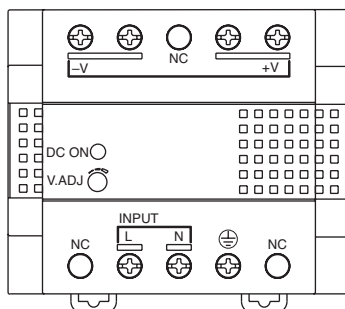 NC
–V +V
DC ON
V.ADJ
INPUT
NC L N NC